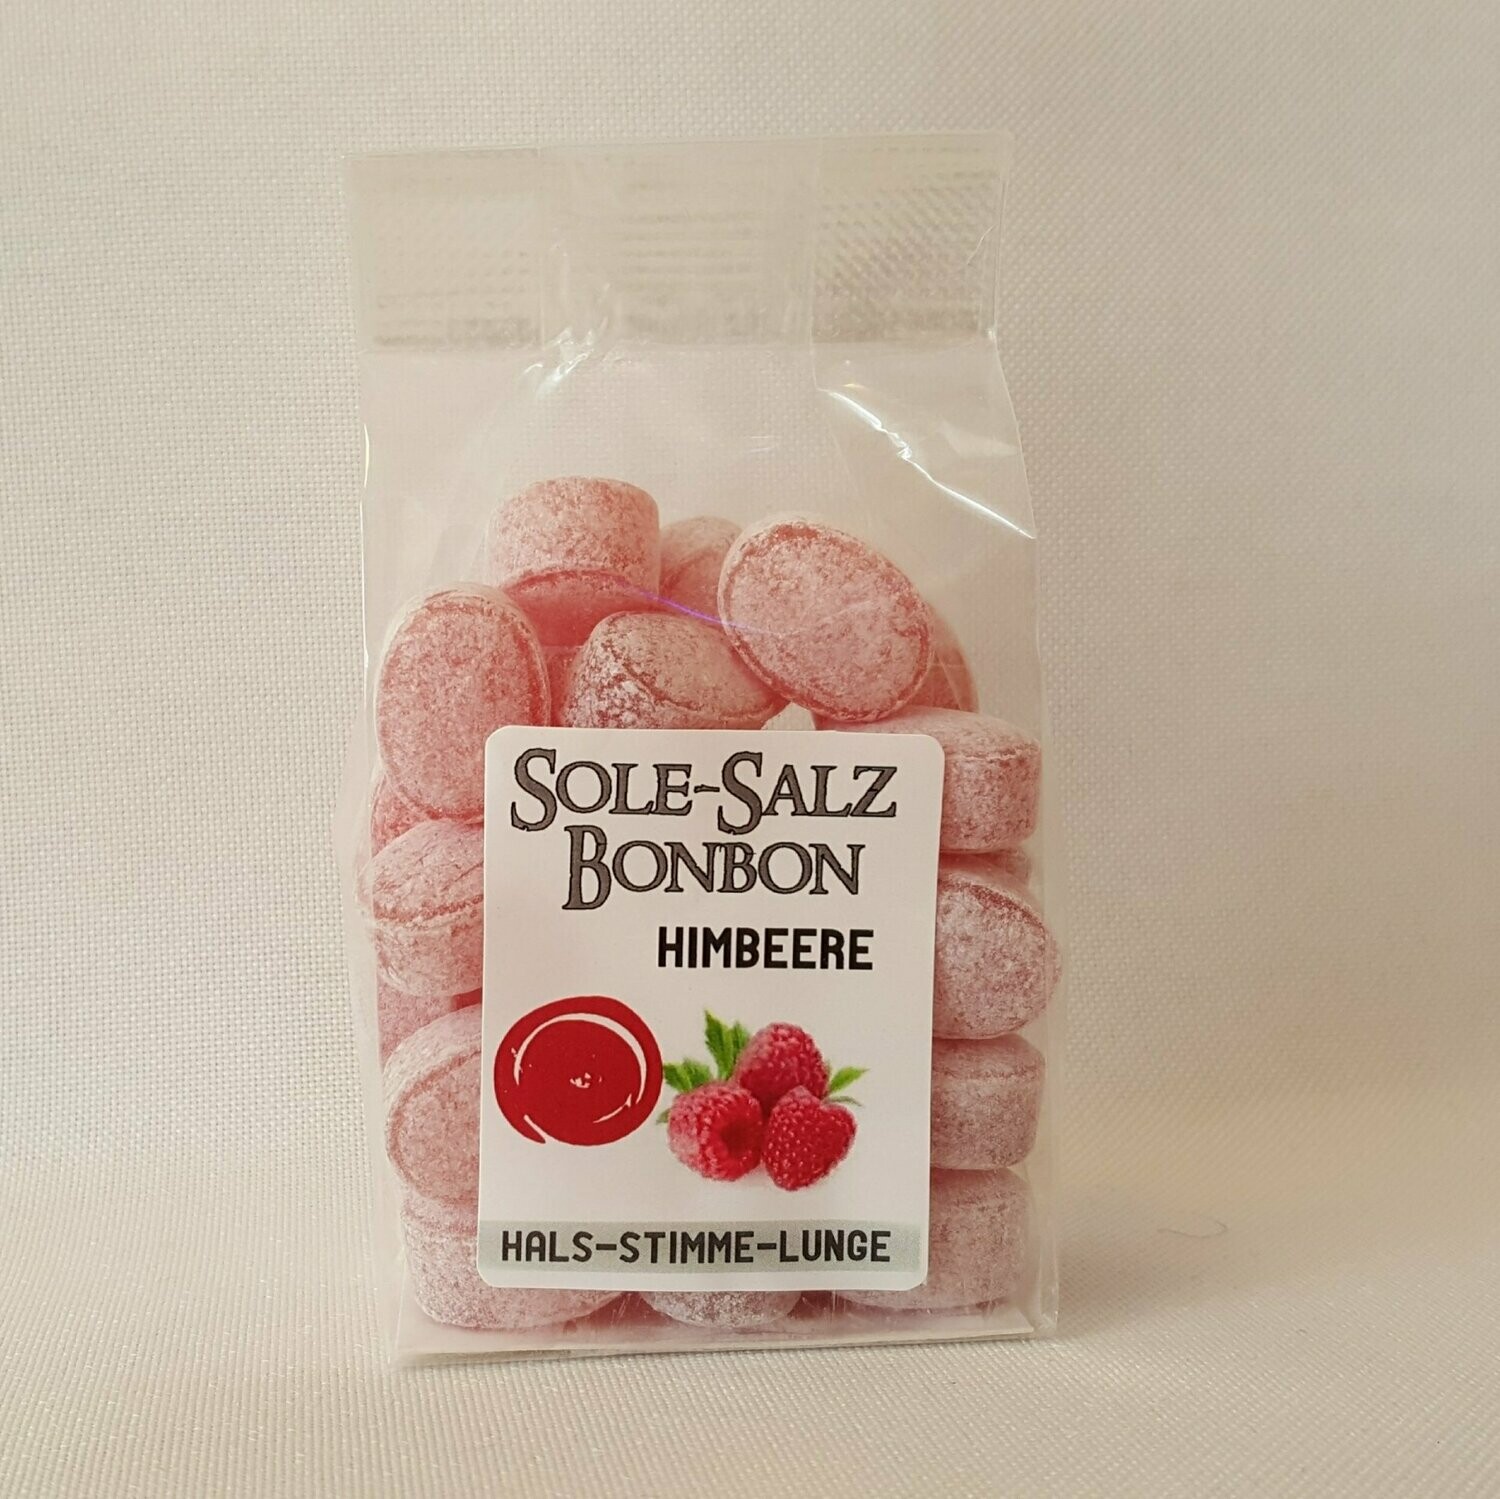 SOLE-SALZ
BONBON
HIMBEERE
HALS-STIMME-LUNGE